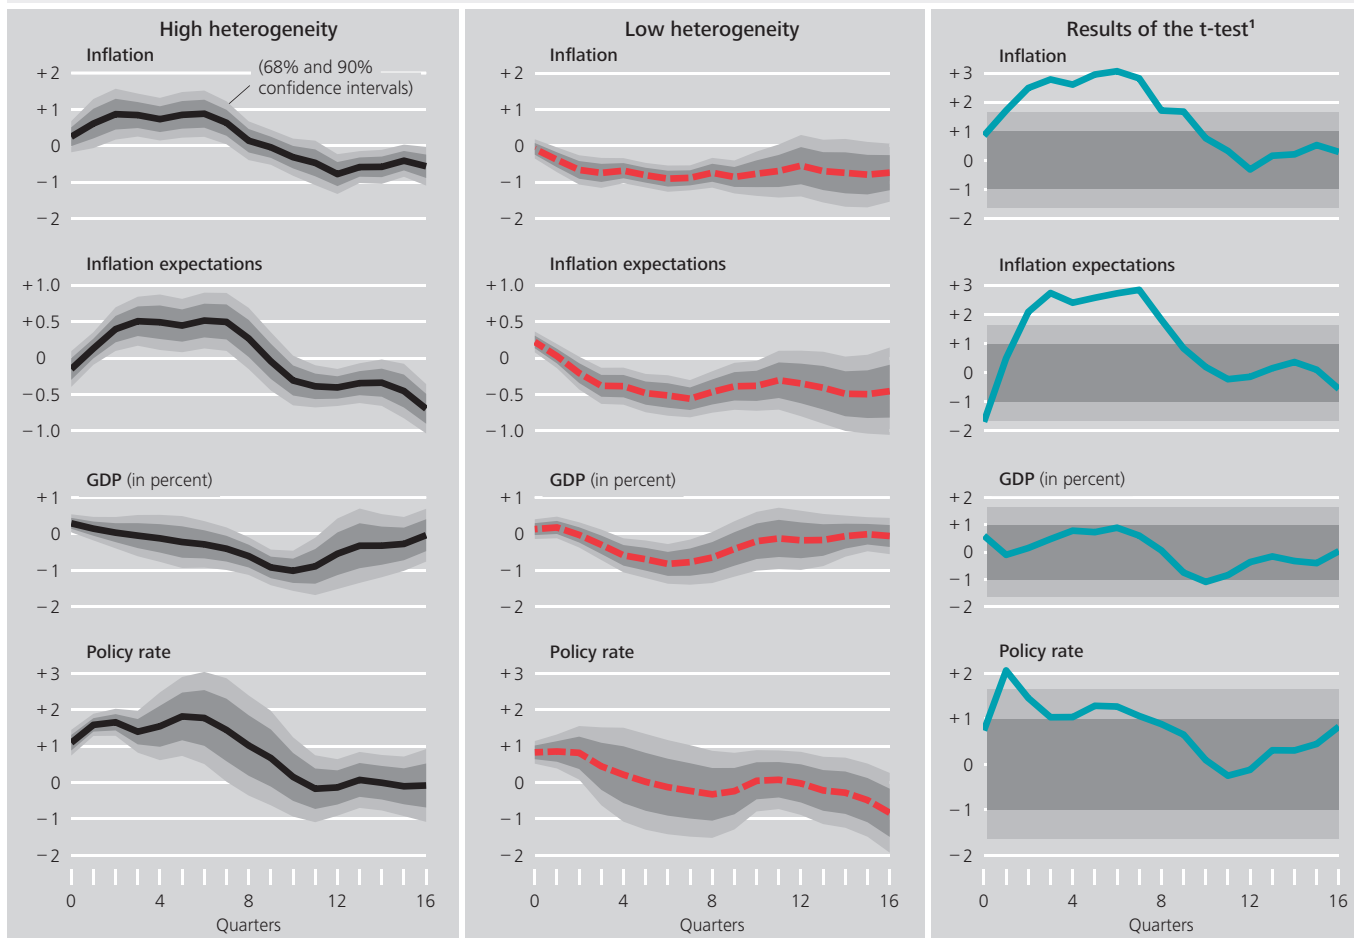 High heterogeneity
Inflation
(68% and 90%
confidence intervals)
+2
+1
0
−1
−2
Inflation expectations
+1.0
+0.5
0
−0.5
−1.0
GDP (in percent)
+1
0
−1
−2
Policy rate
+3
+2
+1
0
−1
−2
0 4 8 12 16
Quarters
Low heterogeneity
Inflation
+2
+1
0
−1
−2
Inflation expectations
+1.0
+0.5
0
−0.5
−1.0
GDP (in percent)
+1
0
−1
−2
Policy rate
+3
+2
+1
0
−1
−2
0 4 8 12 16
Quarters
Results of the t-test¹
Inflation
+3
+2
+1
0
−1
−2
Inflation expectations
+3
+2
+1
0
−1
−2
GDP (in percent)
+2
+1
0
−1
−2
Policy rate
+2
+1
0
−1
−2
0 4 8 12 16
Quarters